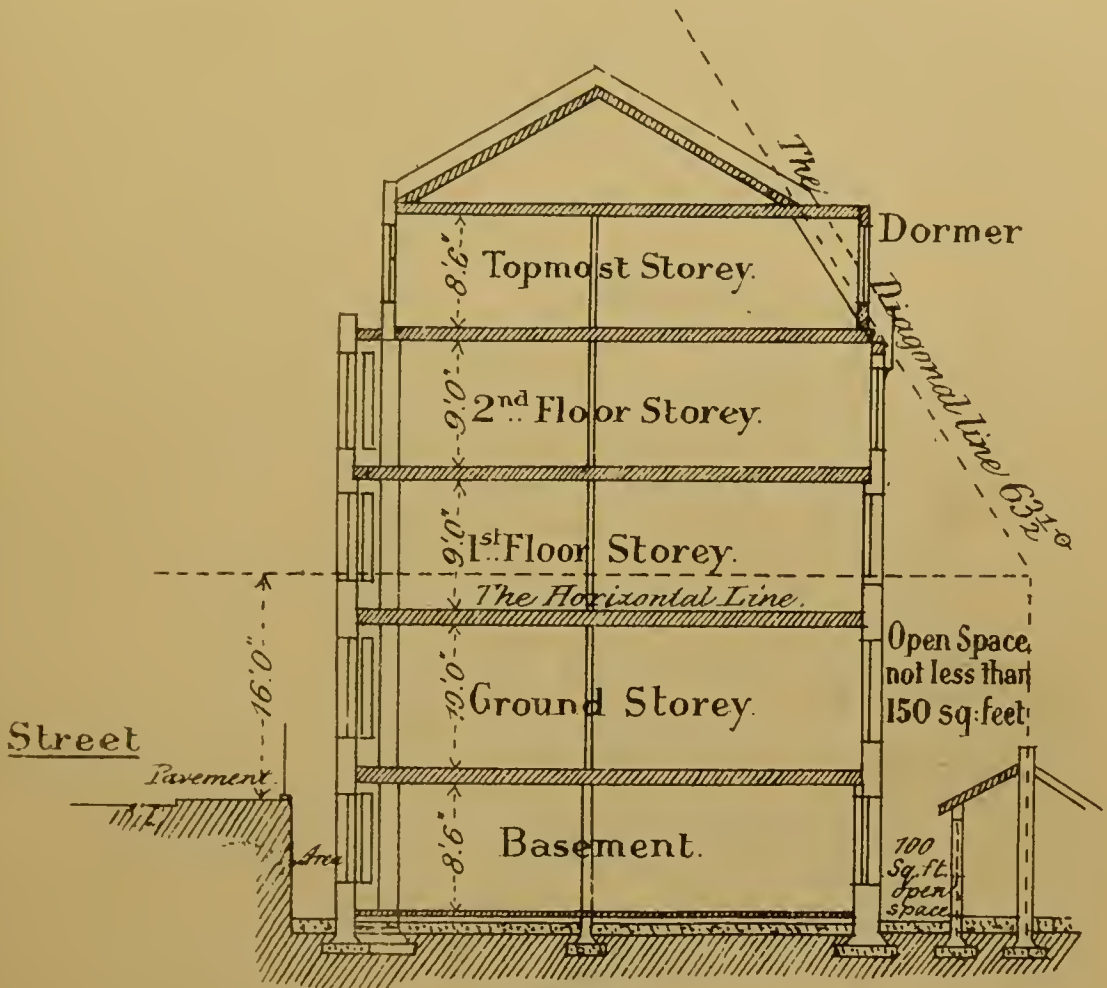 The Diagonal line 63½°
Dormer
8'.6"
Topmost Storey.
9'.0"
2nd Floor Storey.
9'.0"
1st Floor Storey.
The Horizontal Line.
16'.0"
Open Space
not less than
150 sq: feet
10'.0"
Ground Storey.
Street
Pavement.
Area
8'.6"
Basement.
100
Sq. ft.
open
space